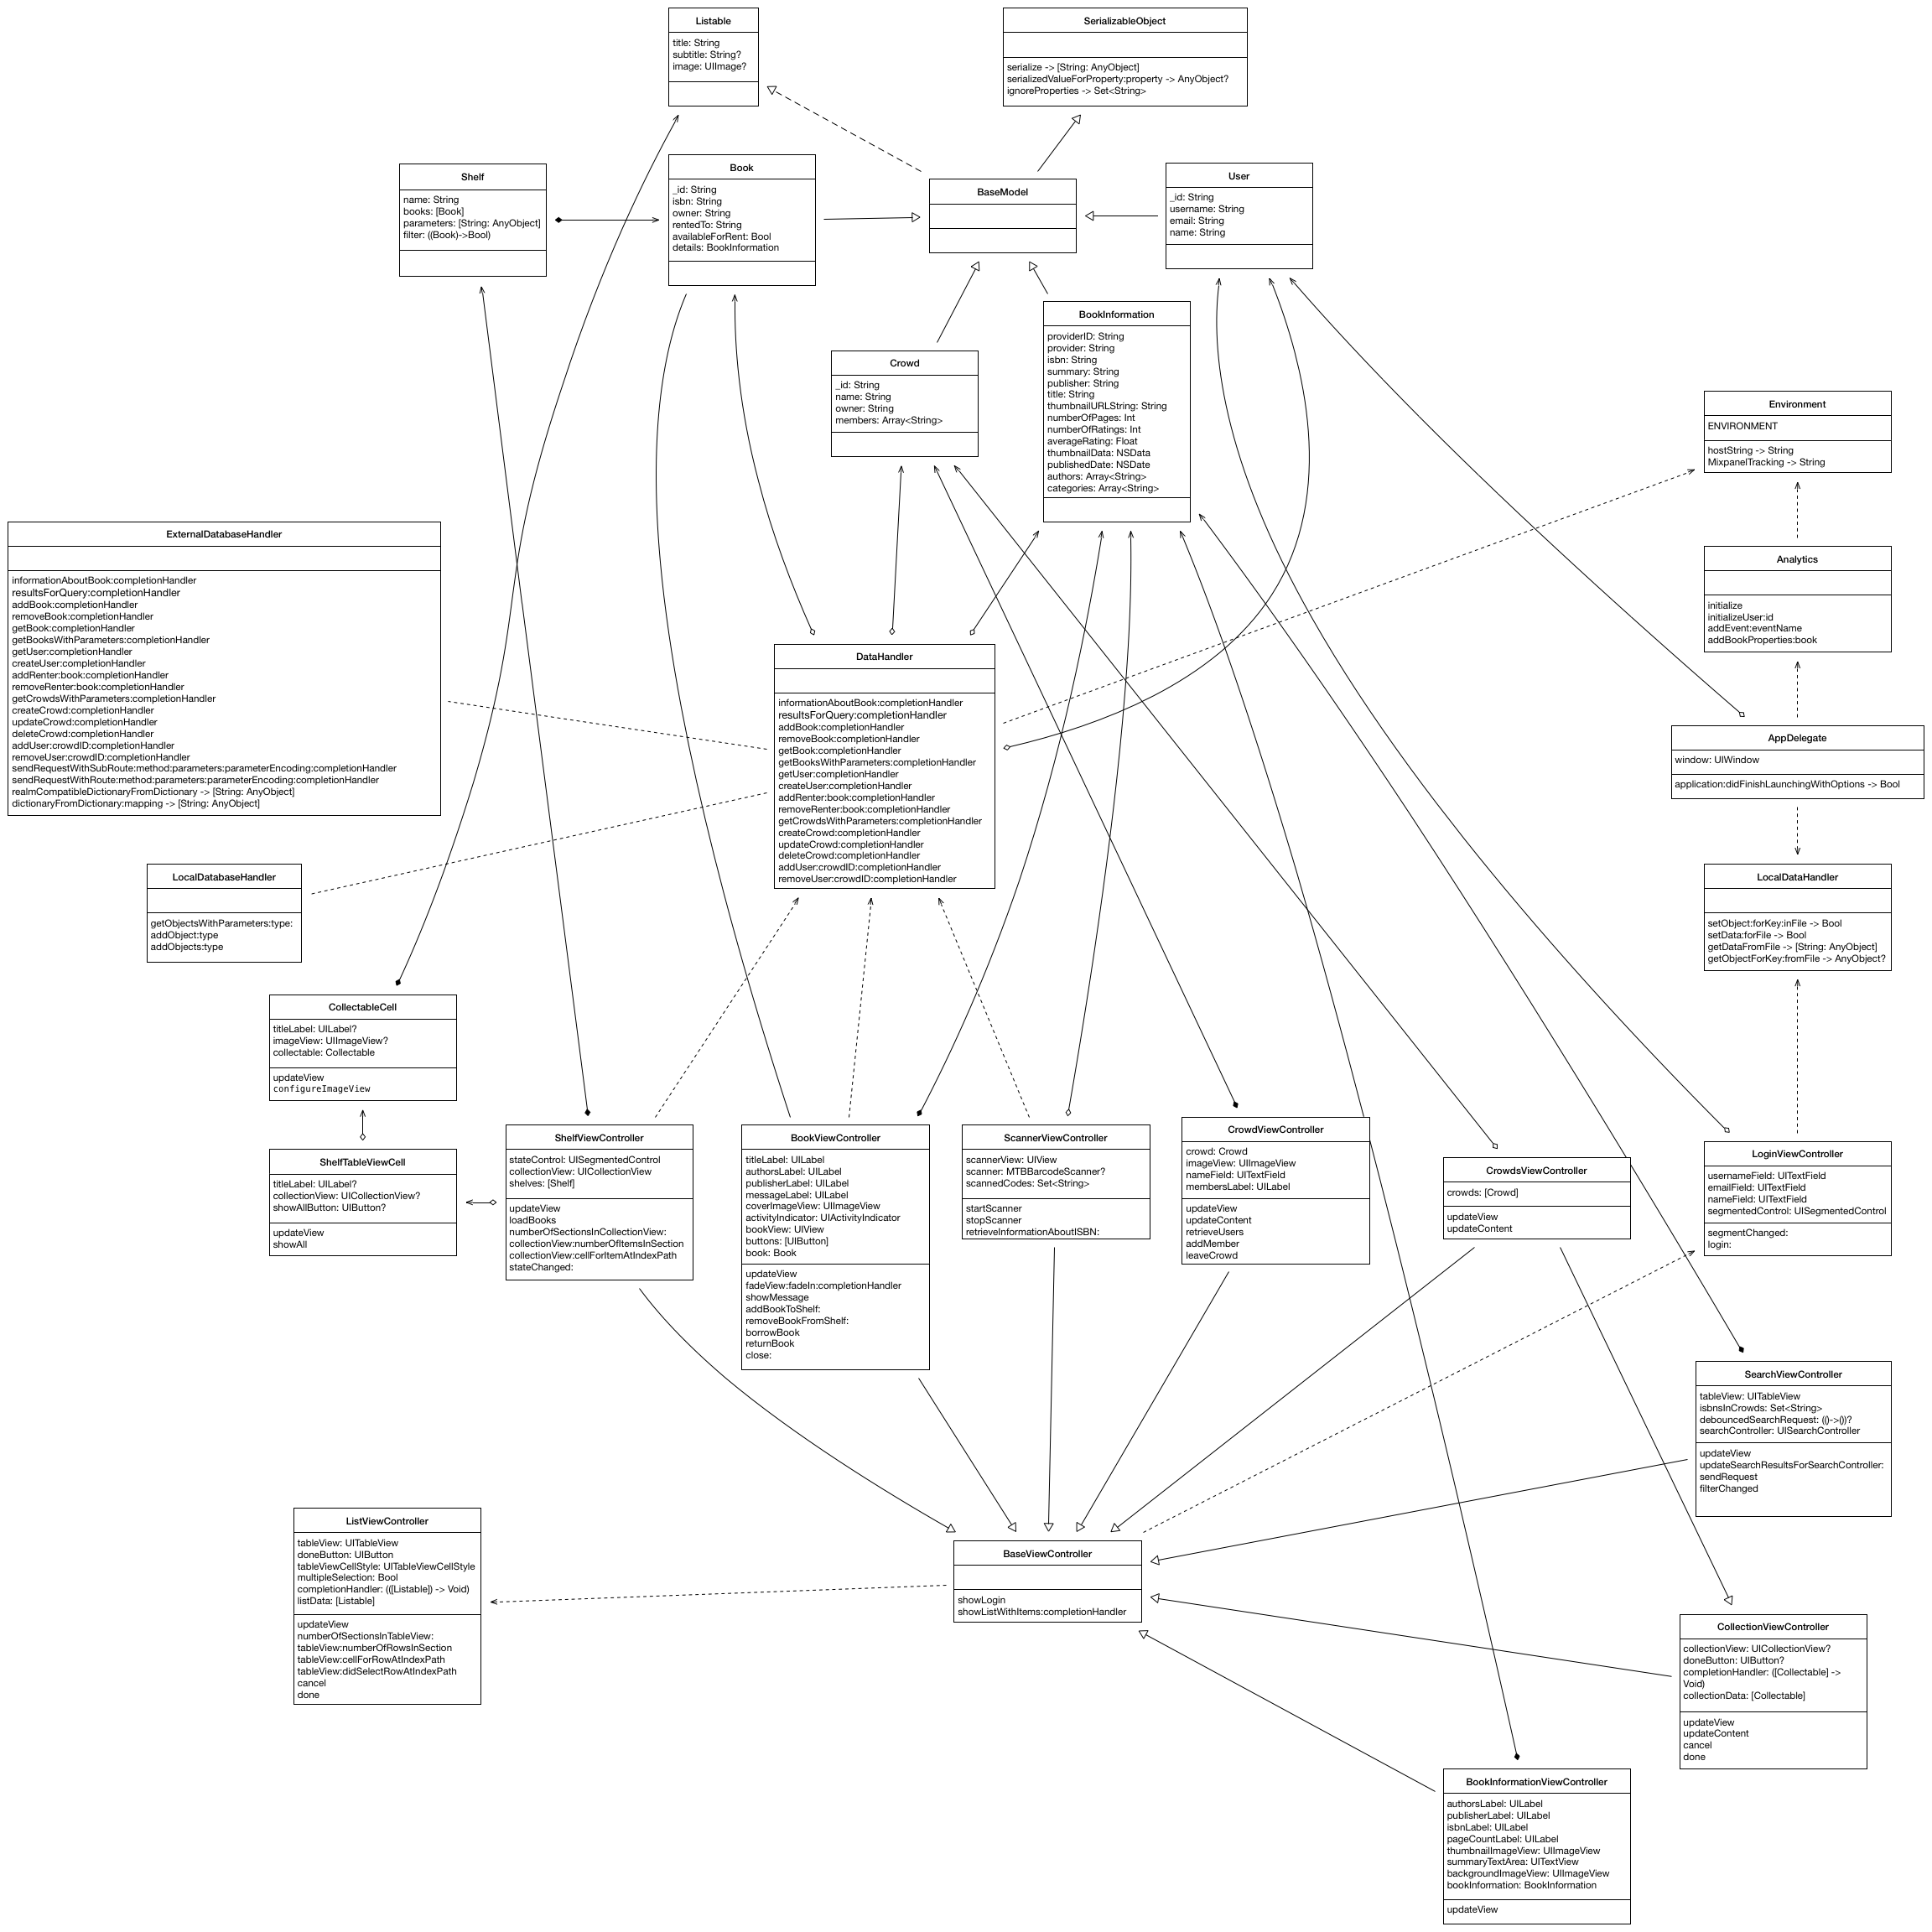 Listable
title: String
subtitle: String?
image: UIImage?
SerializableObject
serialize -> [String: AnyObject]
serializedValueForProperty:property -> AnyObject?
ignoreProperties -> Set<String>
Shelf
name: String
books: [Book]
parameters: [String: AnyObject]
filter: ((Book)->Bool)
Book
_id: String
isbn: String
owner: String
rentedTo: String
availableForRent: Bool
details: BookInformation
BaseModel
User
_id: String
username: String
email: String
name: String
BookInformation
providerID: String
provider: String
isbn: String
summary: String
publisher: String
title: String
thumbnailURLString: String
numberOfPages: Int
numberOfRatings: Int
averageRating: Float
thumbnailData: NSData
publishedDate: NSDate
authors: Array<String>
categories: Array<String>
Crowd
_id: String
name: String
owner: String
members: Array<String>
Environment
ENVIRONMENT
hostString -> String
MixpanelTracking -> String
ExternalDatabaseHandler
informationAboutBook:completionHandler
resultsForQuery:completionHandler
addBook:completionHandler
removeBook:completionHandler
getBook:completionHandler
getBooksWithParameters:completionHandler
getUser:completionHandler
createUser:completionHandler
addRenter:book:completionHandler
removeRenter:book:completionHandler
getCrowdsWithParameters:completionHandler
createCrowd:completionHandler
updateCrowd:completionHandler
deleteCrowd:completionHandler
addUser:crowdID:completionHandler
removeUser:crowdID:completionHandler
sendRequestWithSubRoute:method:parameters:parameterEncoding:completionHandler
sendRequestWithRoute:method:parameters:parameterEncoding:completionHandler
realmCompatibleDictionaryFromDictionary -> [String: AnyObject]
dictionaryFromDictionary:mapping -> [String: AnyObject]
Analytics
initialize
initializeUser:id
addEvent:eventName
addBookProperties:book
DataHandler
informationAboutBook:completionHandler
resultsForQuery:completionHandler
addBook:completionHandler
removeBook:completionHandler
getBook:completionHandler
getBooksWithParameters:completionHandler
getUser:completionHandler
createUser:completionHandler
addRenter:book:completionHandler
removeRenter:book:completionHandler
getCrowdsWithParameters:completionHandler
createCrowd:completionHandler
updateCrowd:completionHandler
deleteCrowd:completionHandler
addUser:crowdID:completionHandler
removeUser:crowdID:completionHandler
AppDelegate
window: UIWindow
application:didFinishLaunchingWithOptions -> Bool
LocalDatabaseHandler
getObjectsWithParameters:type:
addObject:type
addObjects:type
LocalDataHandler
setObject:forKey:inFile -> Bool
setData:forFile -> Bool
getDataFromFile -> [String: AnyObject]
getObjectForKey:fromFile -> AnyObject?
CollectableCell
titleLabel: UILabel?
imageView: UIImageView?
collectable: Collectable
updateView
configureImageView
ShelfTableViewCell
titleLabel: UILabel?
collectionView: UICollectionView?
showAllButton: UIButton?
updateView
showAll
ShelfViewController
stateControl: UISegmentedControl
collectionView: UICollectionView
shelves: [Shelf]
updateView
loadBooks
numberOfSectionsInCollectionView:
collectionView:numberOfItemsInSection
collectionView:cellForItemAtIndexPath
stateChanged:
BookViewController
titleLabel: UILabel
authorsLabel: UILabel
publisherLabel: UILabel
messageLabel: UILabel
coverImageView: UIImageView
activityIndicator: UIActivityIndicator
bookView: UIView
buttons: [UIButton]
book: Book
updateView
fadeView:fadeIn:completionHandler
showMessage
addBookToShelf:
removeBookFromShelf:
borrowBook
returnBook
close:
ScannerViewController
scannerView: UIView
scanner: MTBBarcodeScanner?
scannedCodes: Set<String>
startScanner
stopScanner
retrieveInformationAboutISBN:
CrowdViewController
crowd: Crowd
imageView: UIImageView
nameField: UITextField
membersLabel: UILabel
updateView
updateContent
retrieveUsers
addMember
leaveCrowd
CrowdsViewController
crowds: [Crowd]
updateView
updateContent
LoginViewController
usernameField: UITextField
emailField: UITextField
nameField: UITextField
segmentedControl: UISegmentedControl
segmentChanged:
login:
SearchViewController
tableView: UITableView
isbnsInCrowds: Set<String>
debouncedSearchRequest: (()->())?
searchController: UISearchController
updateView
updateSearchResultsForSearchController:
sendRequest
filterChanged
ListViewController
tableView: UITableView
doneButton: UIButton
tableViewCellStyle: UITableViewCellStyle
multipleSelection: Bool
completionHandler: (([Listable]) -> Void)
listData: [Listable]
updateView
numberOfSectionsInTableView:
tableView:numberOfRowsInSection
tableView:cellForRowAtIndexPath
tableView:didSelectRowAtIndexPath
cancel
done
BaseViewController
showLogin
showListWithItems:completionHandler
CollectionViewController
collectionView: UICollectionView?
doneButton: UIButton?
completionHandler: ([Collectable] ->
Void)
collectionData: [Collectable]
updateView
updateContent
cancel
done
BookInformationViewController
authorsLabel: UILabel
publisherLabel: UILabel
isbnLabel: UILabel
pageCountLabel: UILabel
thumbnailImageView: UIImageView
summaryTextArea: UITextView
backgroundImageView: UIImageView
bookInformation: BookInformation
updateView